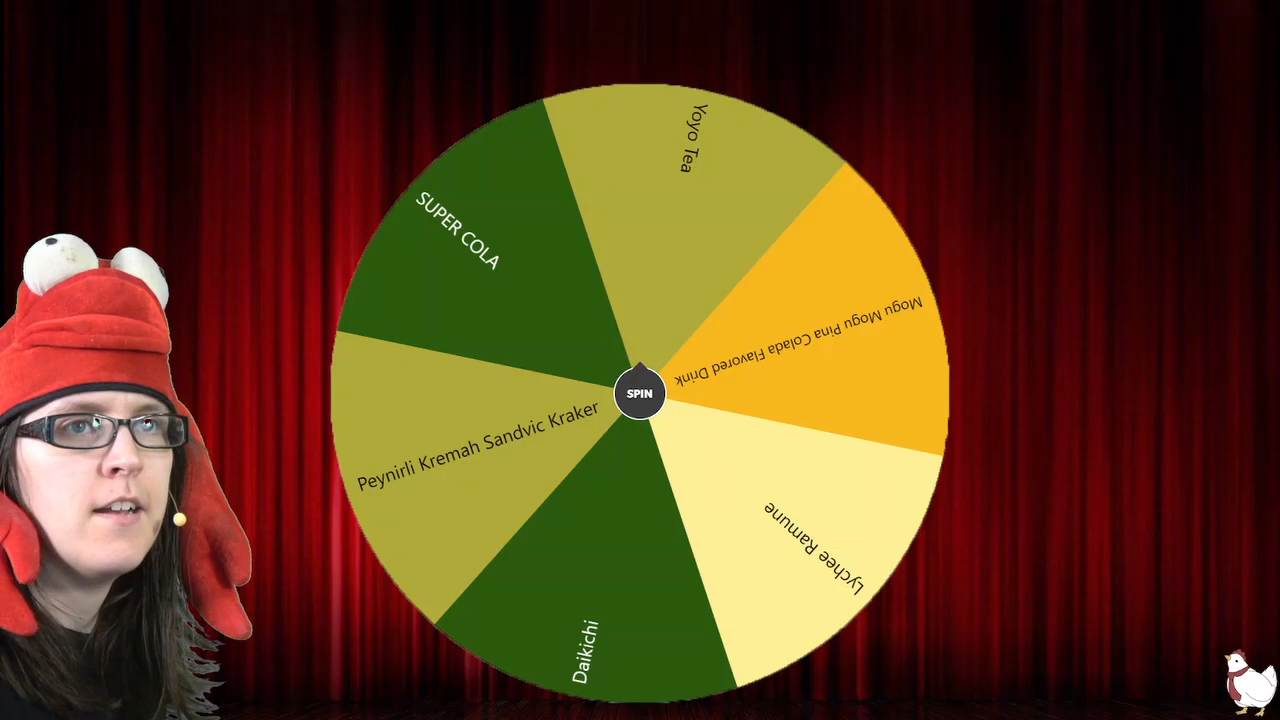 Yoyo Tea
SUPER COLA
Mogu Mogu Pina Colada Flavored Drink
SPIN
Peynirli Kremah Sandvic Kraker
Lychee Ramune
Daikichi